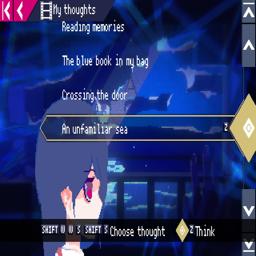 My thoughts
Reading memories
The blue book in my bag
Crossing the door
An unfamiliar sea
Z
SHIFT W W S SHIFT S Choose thought Z Think